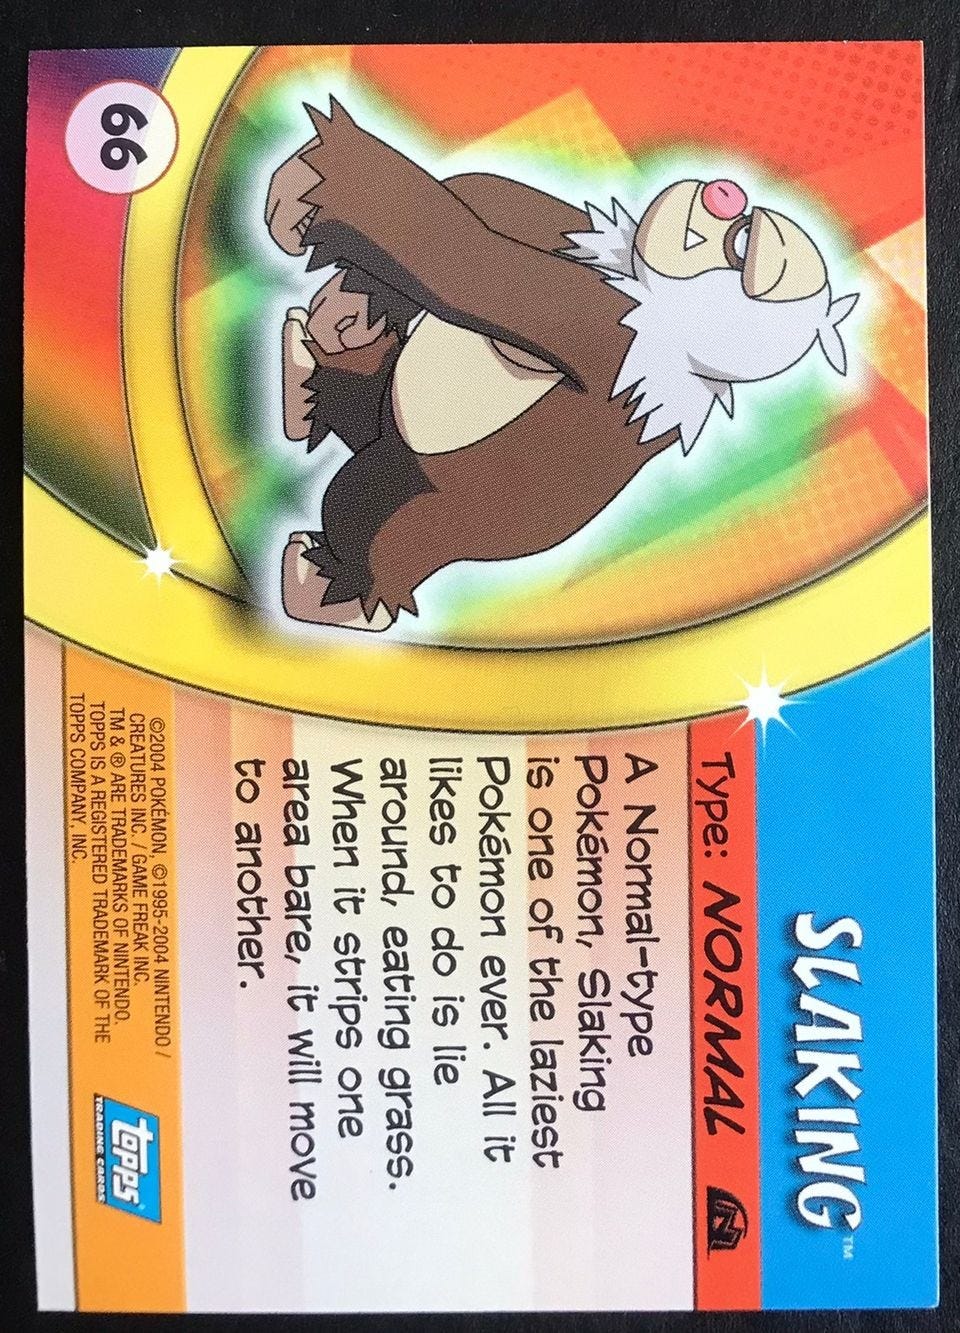 SLAKING™
Type: NORMAL N
A Normal-type
Pokémon, Slaking
is one of the laziest
Pokémon ever. All it
likes to do is lie
around, eating grass.
When it strips one
area bare, it will move
to another.
66
©2004 POKÉMON, ©1995-2004 NINTENDO /
CREATURES INC. / GAME FREAK INC.
TM & ® ARE TRADEMARKS OF NINTENDO.
TOPPS IS A REGISTERED TRADEMARK OF THE
TOPPS COMPANY, INC.
topps®
TRADING CARDS